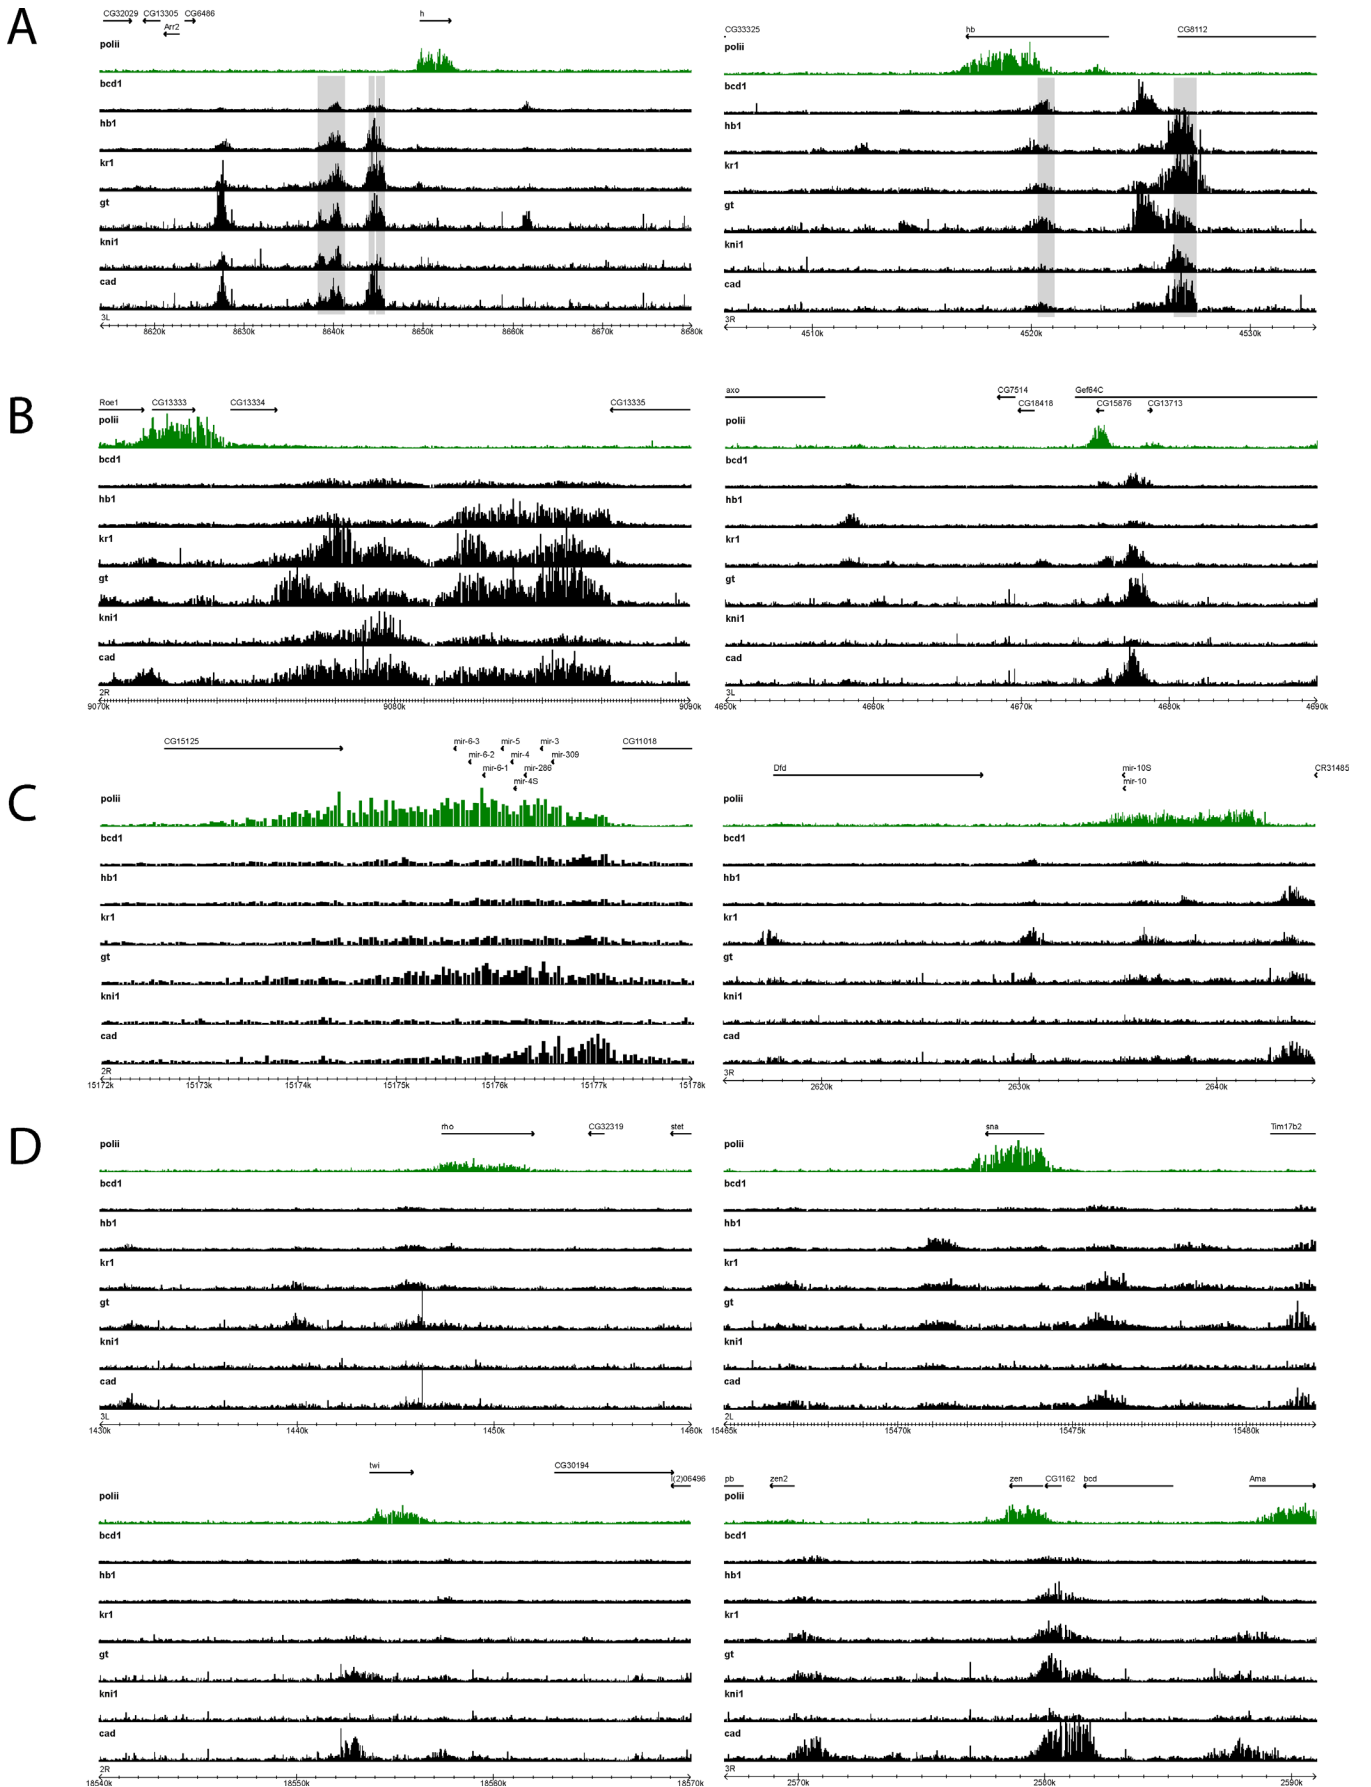 A
CG32029 CG13305 CG6486 h
Arr2
polii
bcd1
hb1
kr1
gt
kni1
cad
3L
8620k 8630k 8640k 8650k 8660k 8670k 8680k
CG33325 hb CG8112
polii
bcd1
hb1
kr1
gt
kni1
cad
3R
4510k 4520k 4530k
B
Roe1 CG13333 CG13334 CG13335
polii
bcd1
hb1
kr1
gt
kni1
cad
2R
9070k 9080k 9090k
axo CG7514 Gef64C
CG18418 CG15876 CG13713
polii
bcd1
hb1
kr1
gt
kni1
cad
3L
4650k 4660k 4670k 4680k 4690k
C
CG15125 mir-6-3 mir-5 mir-3 CG11018
mir-6-2 mir-4 mir-309
mir-6-1 mir-286
mir-4S
polii
bcd1
hb1
kr1
gt
kni1
cad
2R
15172k 15173k 15174k 15175k 15176k 15177k 15178k
Dfd mir-10S CR31485
mir-10
polii
bcd1
hb1
kr1
gt
kni1
cad
3R
2620k 2630k 2640k
D
rho CG32319 stet
polii
bcd1
hb1
kr1
gt
kni1
cad
3L
1430k 1440k 1450k 1460k
sna Tim17b2
polii
bcd1
hb1
kr1
gt
kni1
cad
2L
15465k 15470k 15475k 15480k
twi CG30194
l(2)06496
polii
bcd1
hb1
kr1
gt
kni1
cad
2R
18540k 18550k 18560k 18570k
pb zen2 zen CG1162 bcd Ama
polii
bcd1
hb1
kr1
gt
kni1
cad
3R
2570k 2580k 2590k